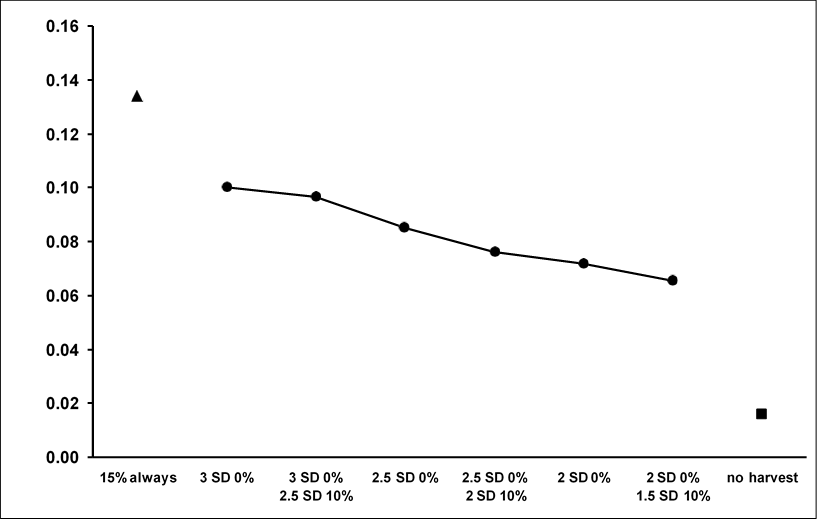 0.16
0.14
0.12
0.10
0.08
0.06
0.04
0.02
0.00
15% always
3 SD 0%
3 SD 0%
2.5 SD 10%
2.5 SD 0%
2.5 SD 0%
2 SD 10%
2 SD 0%
2 SD 0%
1.5 SD 10%
no harvest